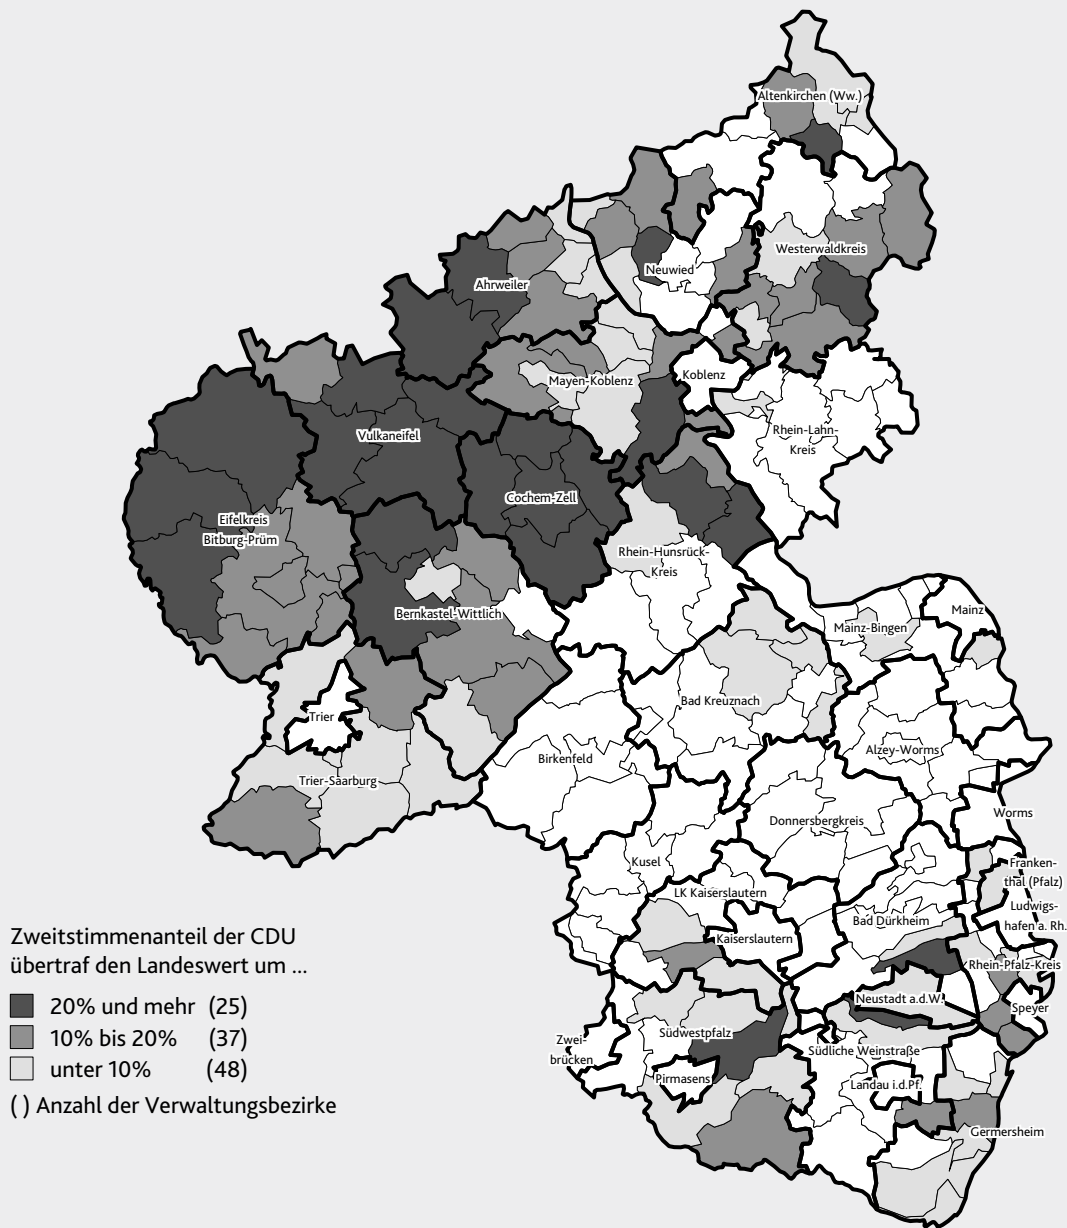 Altenkirchen (Ww.)
Westerwaldkreis
Neuwied
Ahrweiler
Koblenz
Mayen-Koblenz
Rhein-Lahn-
Kreis
Vulkaneifel
Cochem-Zell
Eifelkreis
Bitburg-Prüm
Rhein-Hunsrück-
Kreis
Bernkastel-Wittlich
Mainz
Mainz-Bingen
Bad Kreuznach
Trier
Alzey-Worms
Birkenfeld
Trier-Saarburg
Worms
Donnersbergkreis
Kusel
Franken-
thal (Pfalz)
LK Kaiserslautern
Ludwigs-
hafen a. Rh.
Bad Dürkheim
Kaiserslautern
Rhein-Pfalz-Kreis
Neustadt a.d.W.
Speyer
Südwestpfalz
Zwei-
brücken
Südliche Weinstraße
Pirmasens
Landau i.d.Pf.
Germersheim
Zweitstimmenanteil der CDU
übertraf den Landeswert um ...
20% und mehr (25)
10% bis 20% (37)
unter 10% (48)
( ) Anzahl der Verwaltungsbezirke